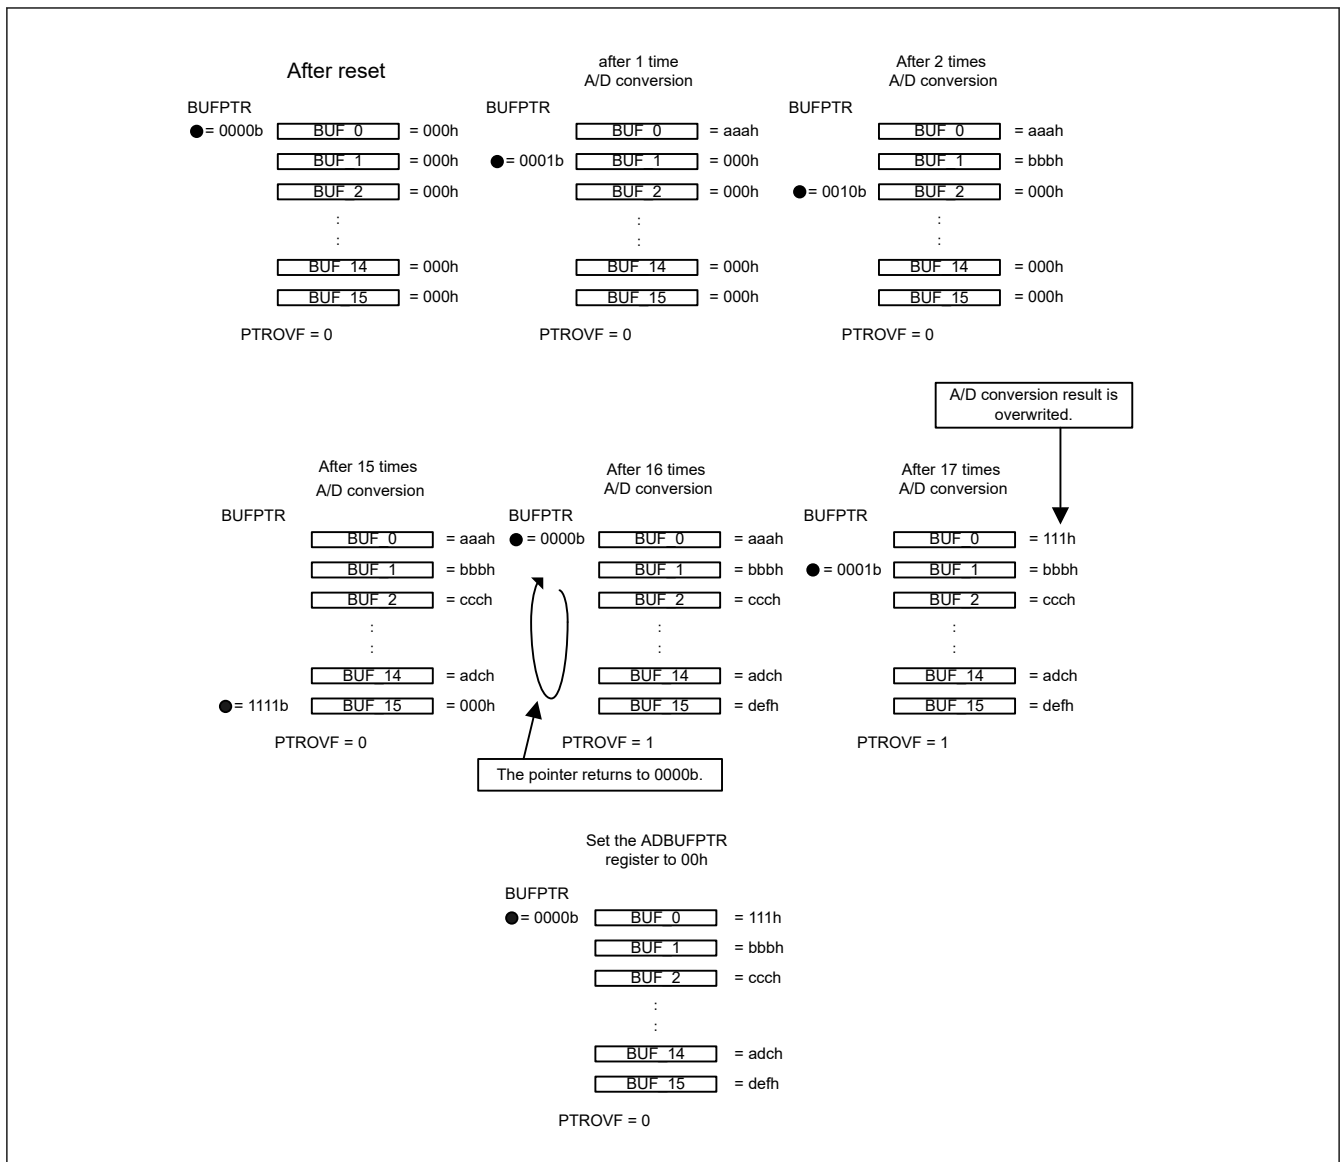 After reset
BUFPTR
= 0000b BUF_0 = 000h
BUF_1 = 000h
BUF_2 = 000h
:
:
BUF_14 = 000h
BUF_15 = 000h
PTROVF = 0
after 1 time
A/D conversion
BUFPTR
BUF_0 = aaah
= 0001b BUF_1 = 000h
BUF_2 = 000h
:
:
BUF_14 = 000h
BUF_15 = 000h
PTROVF = 0
After 2 times
A/D conversion
BUFPTR
BUF_0 = aaah
BUF_1 = bbbh
= 0010b BUF_2 = 000h
:
:
BUF_14 = 000h
BUF_15 = 000h
PTROVF = 0
After 15 times
A/D conversion
BUFPTR
BUF_0 = aaah
BUF_1 = bbbh
BUF_2 = ccch
:
:
BUF_14 = adch
= 1111b BUF_15 = 000h
PTROVF = 0
After 16 times
A/D conversion
BUFPTR
= 0000b BUF_0 = aaah
BUF_1 = bbbh
BUF_2 = ccch
:
:
BUF_14 = adch
BUF_15 = defh
PTROVF = 1
The pointer returns to 0000b.
A/D conversion result is
overwrited.
After 17 times
A/D conversion
BUFPTR
BUF_0 = 111h
= 0001b BUF_1 = bbbh
BUF_2 = ccch
:
:
BUF_14 = adch
BUF_15 = defh
PTROVF = 1
Set the ADBUFPTR
register to 00h
BUFPTR
= 0000b BUF_0 = 111h
BUF_1 = bbbh
BUF_2 = ccch
:
:
BUF_14 = adch
BUF_15 = defh
PTROVF = 0